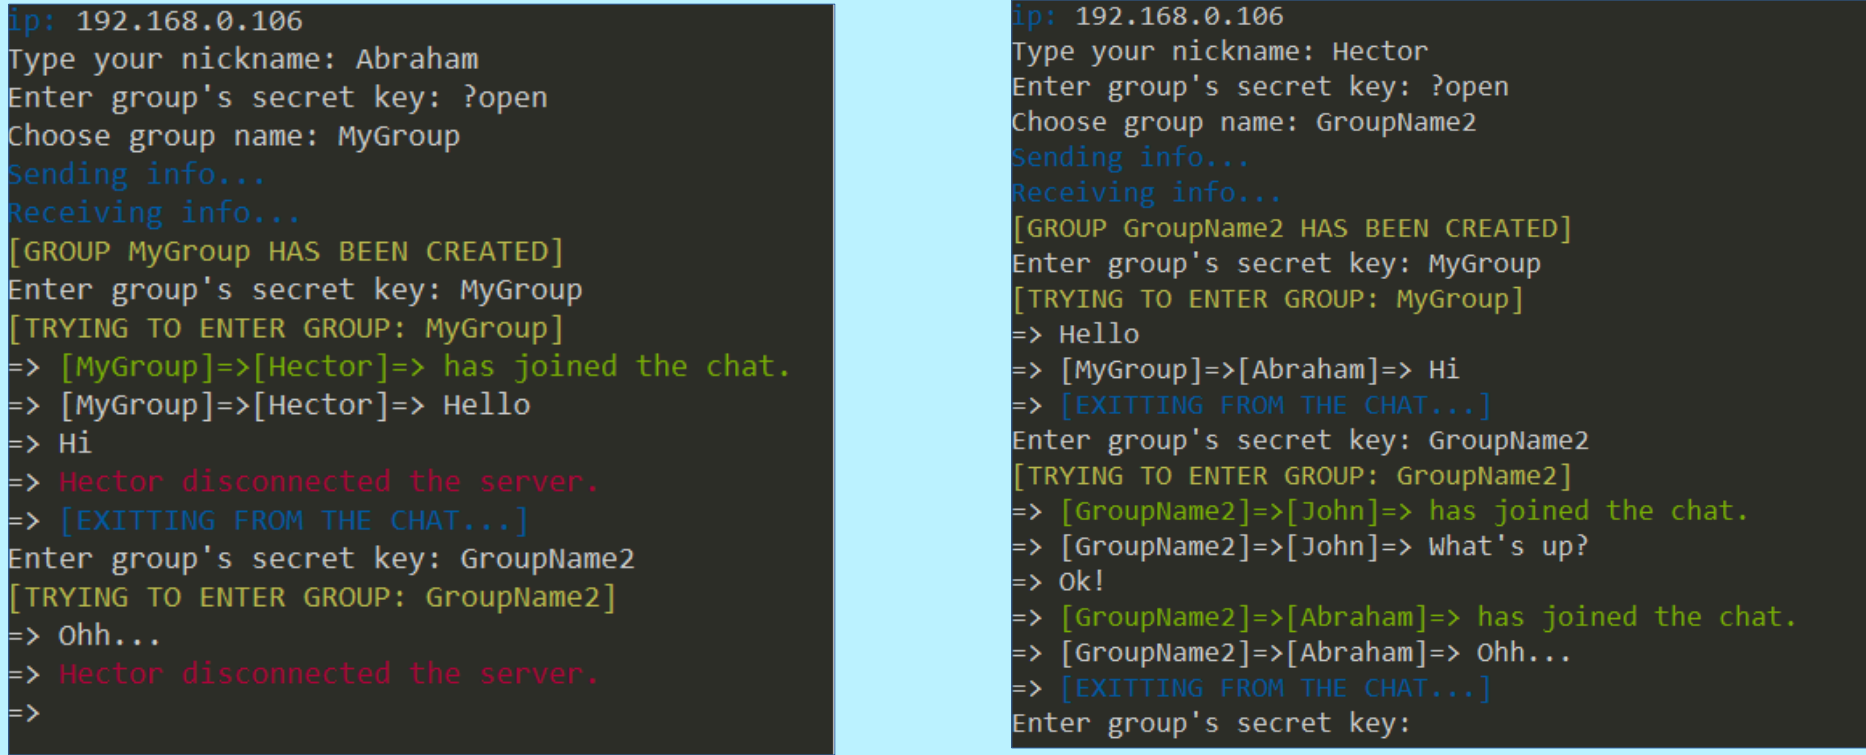 ip: 192.168.0.106
Type your nickname: Abraham
Enter group's secret key: ?open
Choose group name: MyGroup
Sending info...
Receiving info...
[GROUP MyGroup HAS BEEN CREATED]
Enter group's secret key: MyGroup
[TRYING TO ENTER GROUP: MyGroup]
=> [MyGroup]=>[Hector]=> has joined the chat.
=> [MyGroup]=>[Hector]=> Hello
=> Hi
=> Hector disconnected the server.
=> [EXITTING FROM THE CHAT...]
Enter group's secret key: GroupName2
[TRYING TO ENTER GROUP: GroupName2]
=> Ohh...
=> Hector disconnected the server.
=>
ip: 192.168.0.106
Type your nickname: Hector
Enter group's secret key: ?open
Choose group name: GroupName2
Sending info...
Receiving info...
[GROUP GroupName2 HAS BEEN CREATED]
Enter group's secret key: MyGroup
[TRYING TO ENTER GROUP: MyGroup]
=> Hello
=> [MyGroup]=>[Abraham]=> Hi
=> [EXITTING FROM THE CHAT...]
Enter group's secret key: GroupName2
[TRYING TO ENTER GROUP: GroupName2]
=> [GroupName2]=>[John]=> has joined the chat.
=> [GroupName2]=>[John]=> What's up?
=> Ok!
=> [GroupName2]=>[Abraham]=> has joined the chat.
=> [GroupName2]=>[Abraham]=> Ohh...
=> [EXITTING FROM THE CHAT...]
Enter group's secret key: